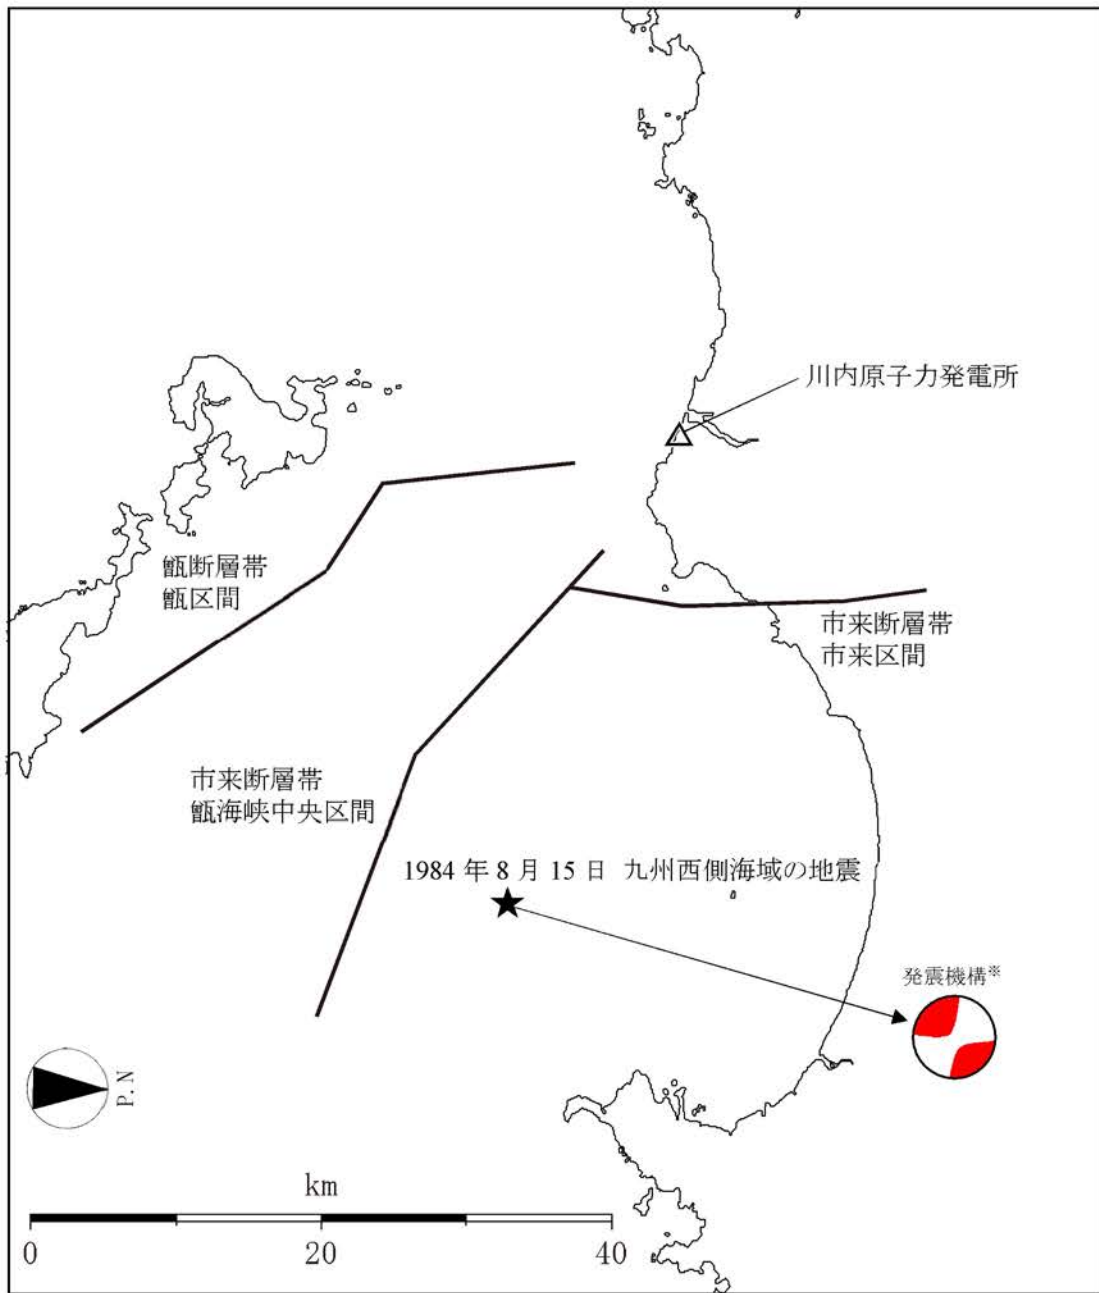 川内原子力発電所
甑断層帯
甑区間
市来断層帯
市来区間
市来断層帯
甑海峡中央区間
1984 年 8 月 15 日 九州西側海域の地震
発震機構※
P.N
km
0 20 40